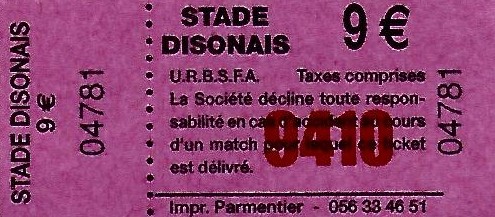 STADE DISONAIS
9 €
04781
STADE
DISONAIS
9 €
U.R.B.S.F.A. Taxes comprises
La Société décline toute respon-
sabilité en cas d'accident au cours
d'un match pour lequel ce ticket
est délivré.
9410
04781
Impr. Parmentier - 056 33 46 51